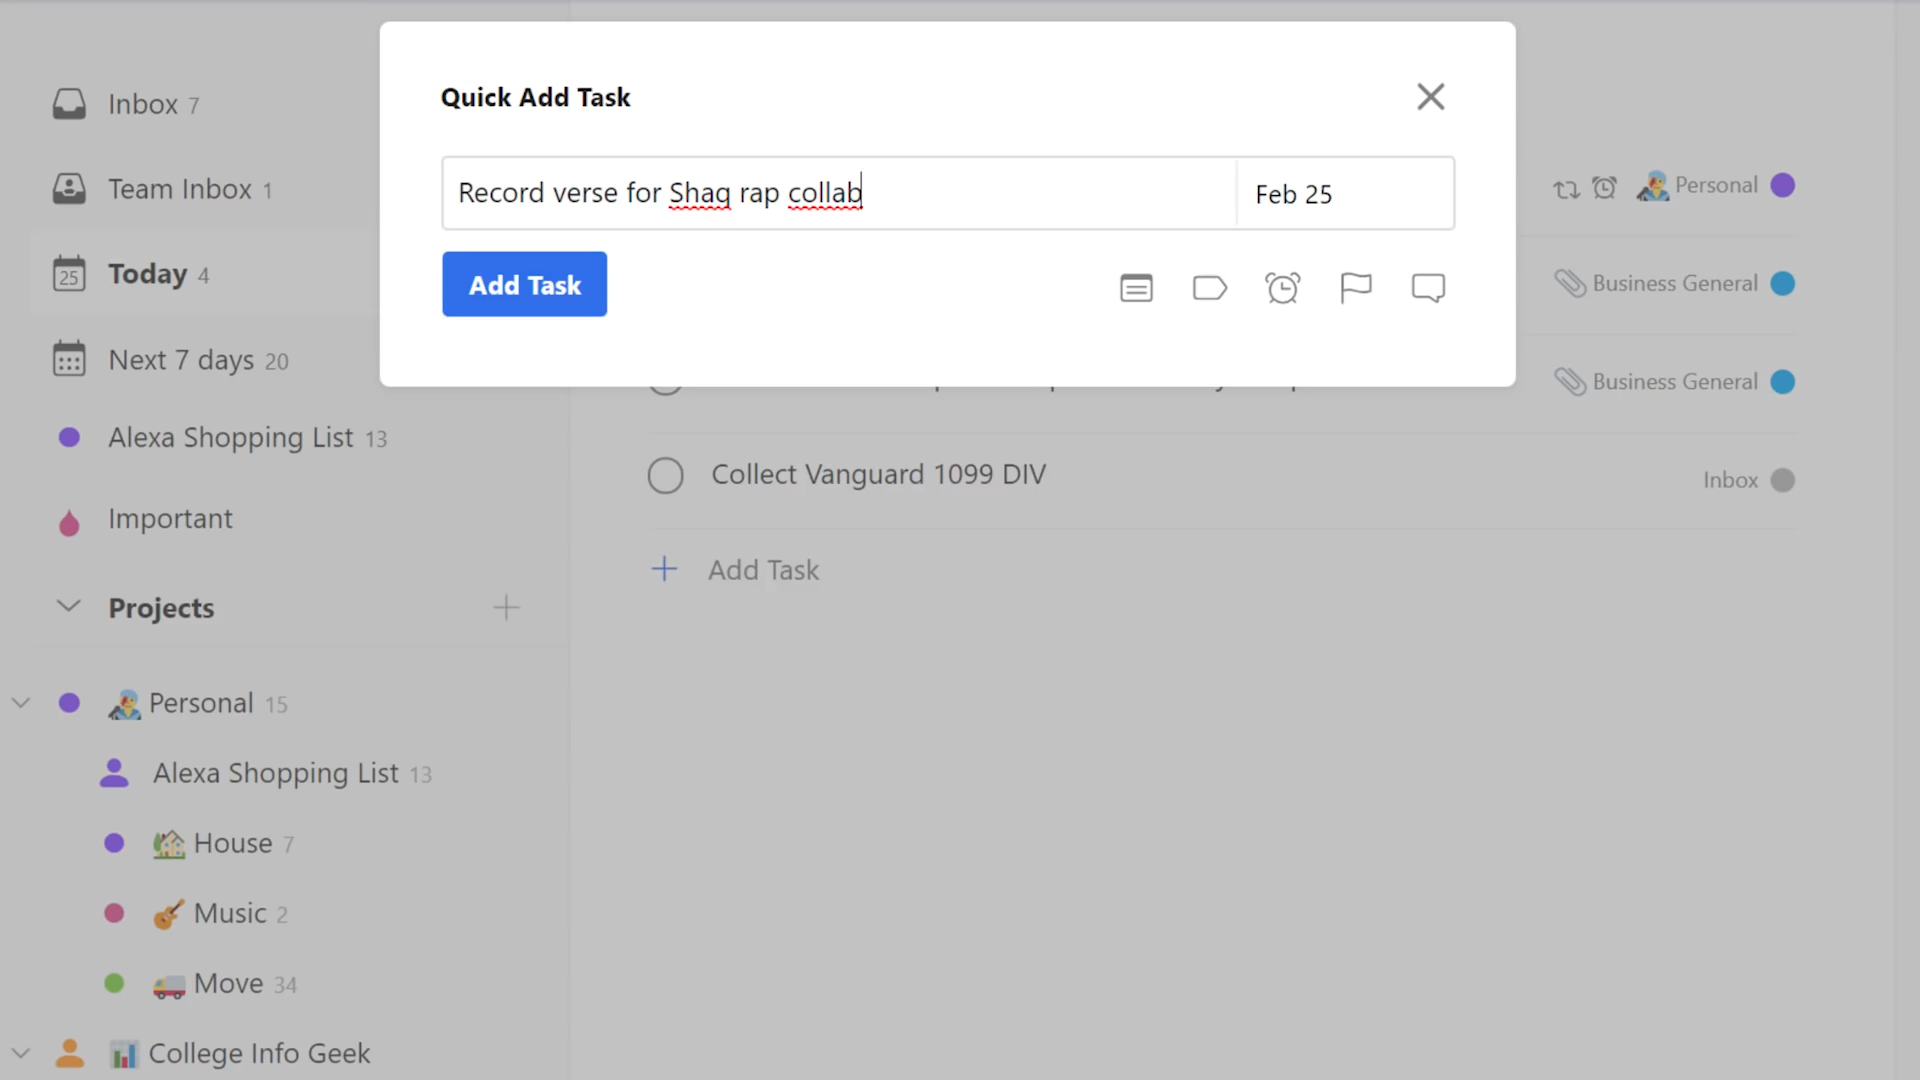 Inbox 7
Team Inbox 1
25
Today 4
Next 7 days 20
Alexa Shopping List 13
Important
Projects
Personal 15
Alexa Shopping List 13
House 7
Music 2
Move 34
College Info Geek
Quick Add Task
Record verse for Shaq rap collab
Feb 25
Add Task
Personal
Business General
Business General
Collect Vanguard 1099 DIV
Inbox
Add Task